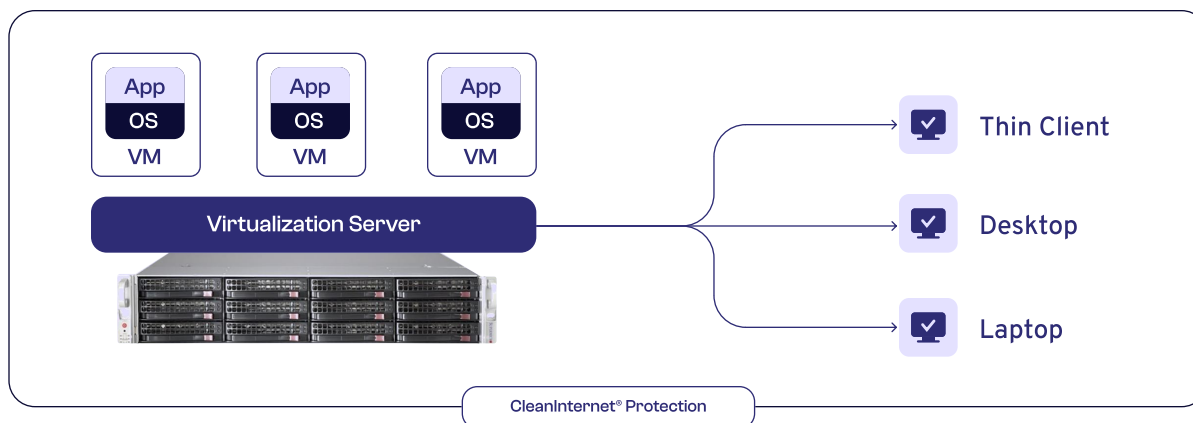 App
OS
VM
App
OS
VM
App
OS
VM
Virtualization Server
Thin Client
Desktop
Laptop
CleanInternet® Protection